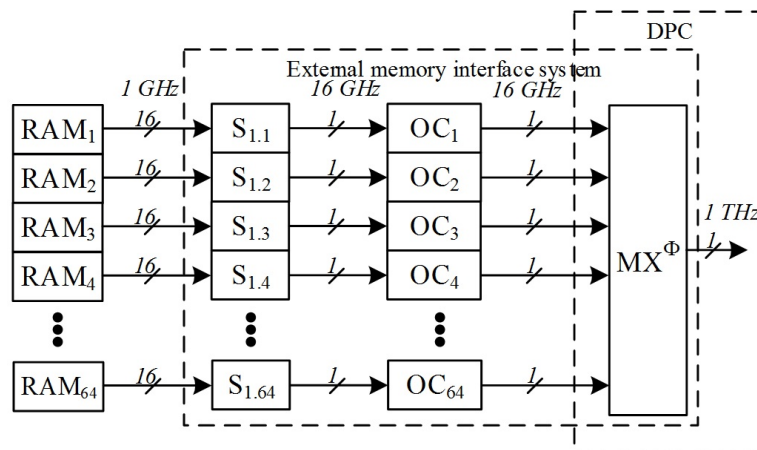 DPC
External memory interface system
1 GHz 16 GHz 16 GHz
RAM₁ 16 S₁.₁ 1 OC₁ 1
RAM₂ 16 S₁.₂ 1 OC₂ 1
RAM₃ 16 S₁.₃ 1 OC₃ 1
RAM₄ 16 S₁.₄ 1 OC₄ 1
MX^Φ 1 THz 1
RAM₆₄ 16 S₁.₆₄ 1 OC₆₄ 1